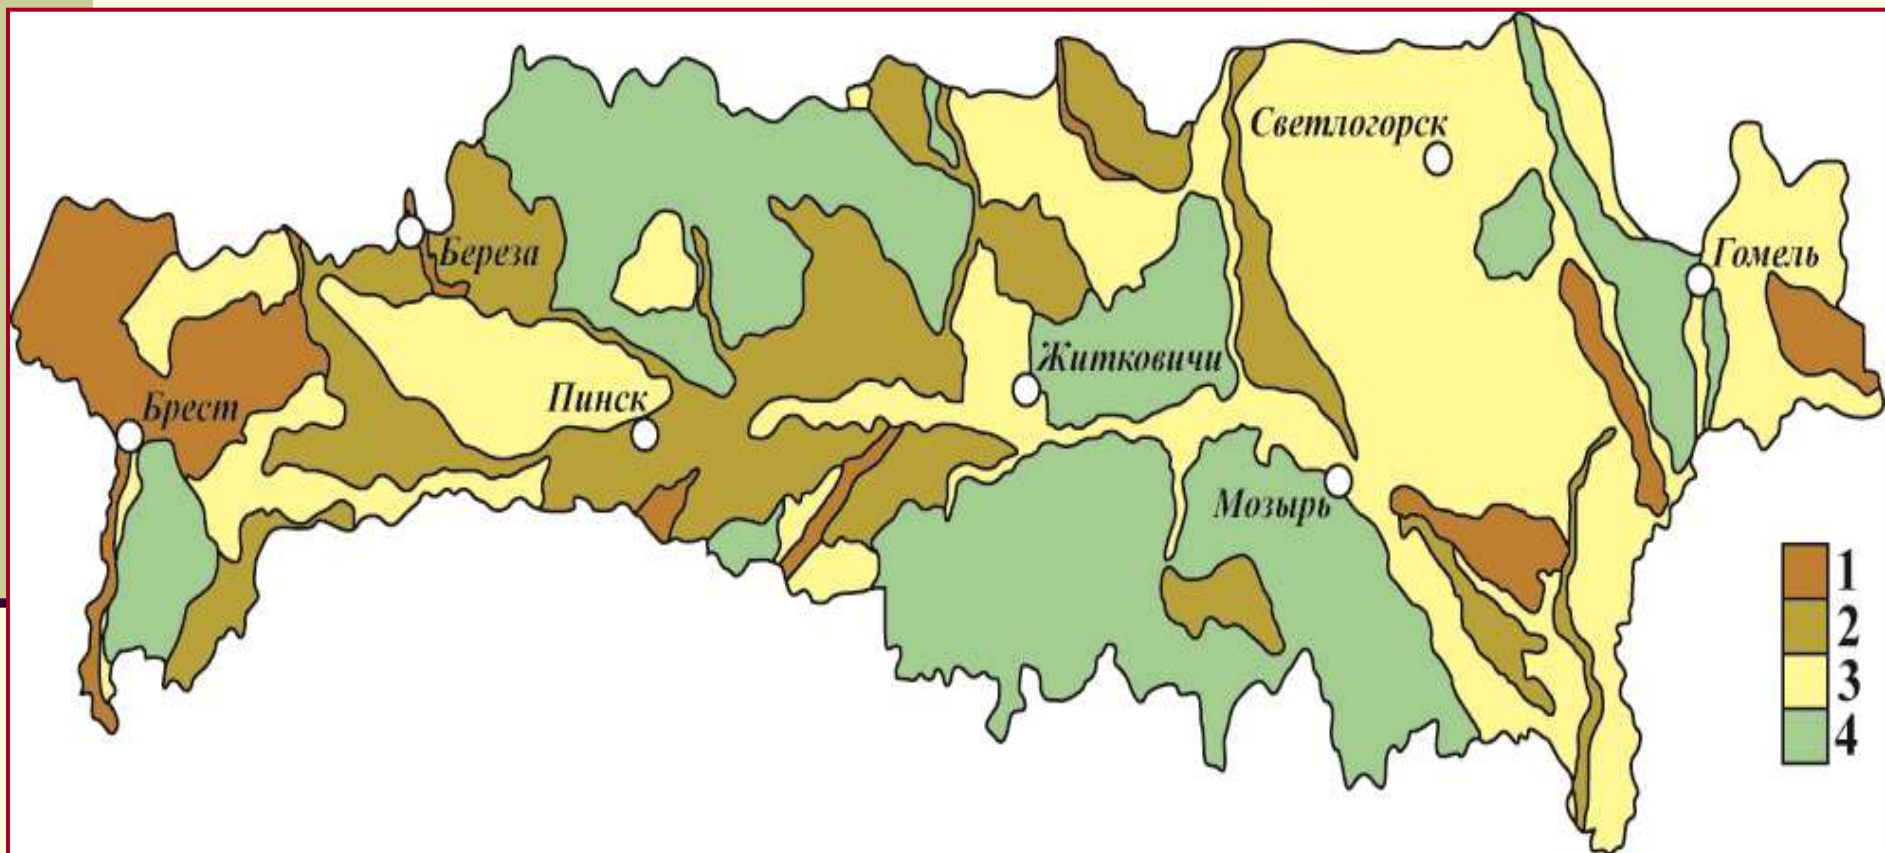 Светлогорск
Береза
Гомель
Житковичи
Брест
Пинск
Мозырь
1
2
3
4